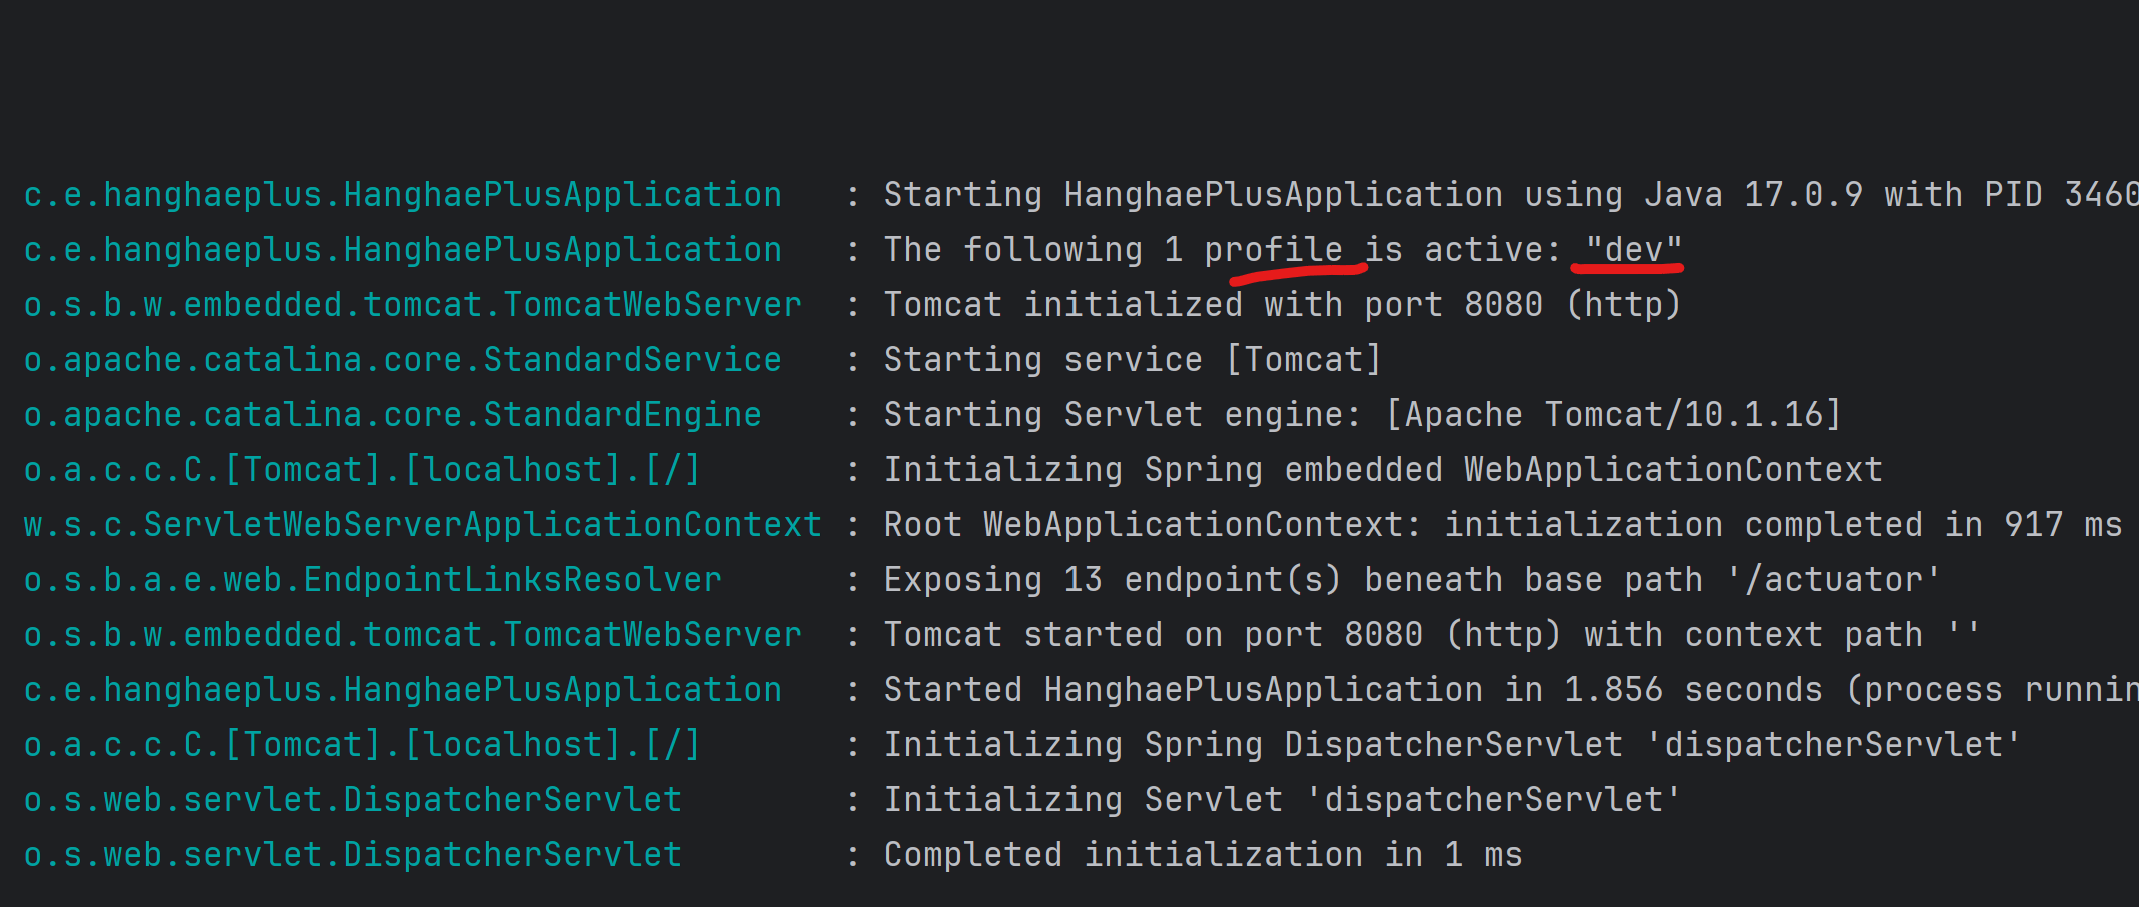 c.e.hanghaeplus.HanghaePlusApplication : Starting HanghaePlusApplication using Java 17.0.9 with PID 3460
c.e.hanghaeplus.HanghaePlusApplication : The following 1 profile is active: "dev"
o.s.b.w.embedded.tomcat.TomcatWebServer : Tomcat initialized with port 8080 (http)
o.apache.catalina.core.StandardService : Starting service [Tomcat]
o.apache.catalina.core.StandardEngine : Starting Servlet engine: [Apache Tomcat/10.1.16]
o.a.c.c.C.[Tomcat].[localhost].[/] : Initializing Spring embedded WebApplicationContext
w.s.c.ServletWebServerApplicationContext : Root WebApplicationContext: initialization completed in 917 ms
o.s.b.a.e.web.EndpointLinksResolver : Exposing 13 endpoint(s) beneath base path '/actuator'
o.s.b.w.embedded.tomcat.TomcatWebServer : Tomcat started on port 8080 (http) with context path ''
c.e.hanghaeplus.HanghaePlusApplication : Started HanghaePlusApplication in 1.856 seconds (process runnin
o.a.c.c.C.[Tomcat].[localhost].[/] : Initializing Spring DispatcherServlet 'dispatcherServlet'
o.s.web.servlet.DispatcherServlet : Initializing Servlet 'dispatcherServlet'
o.s.web.servlet.DispatcherServlet : Completed initialization in 1 ms